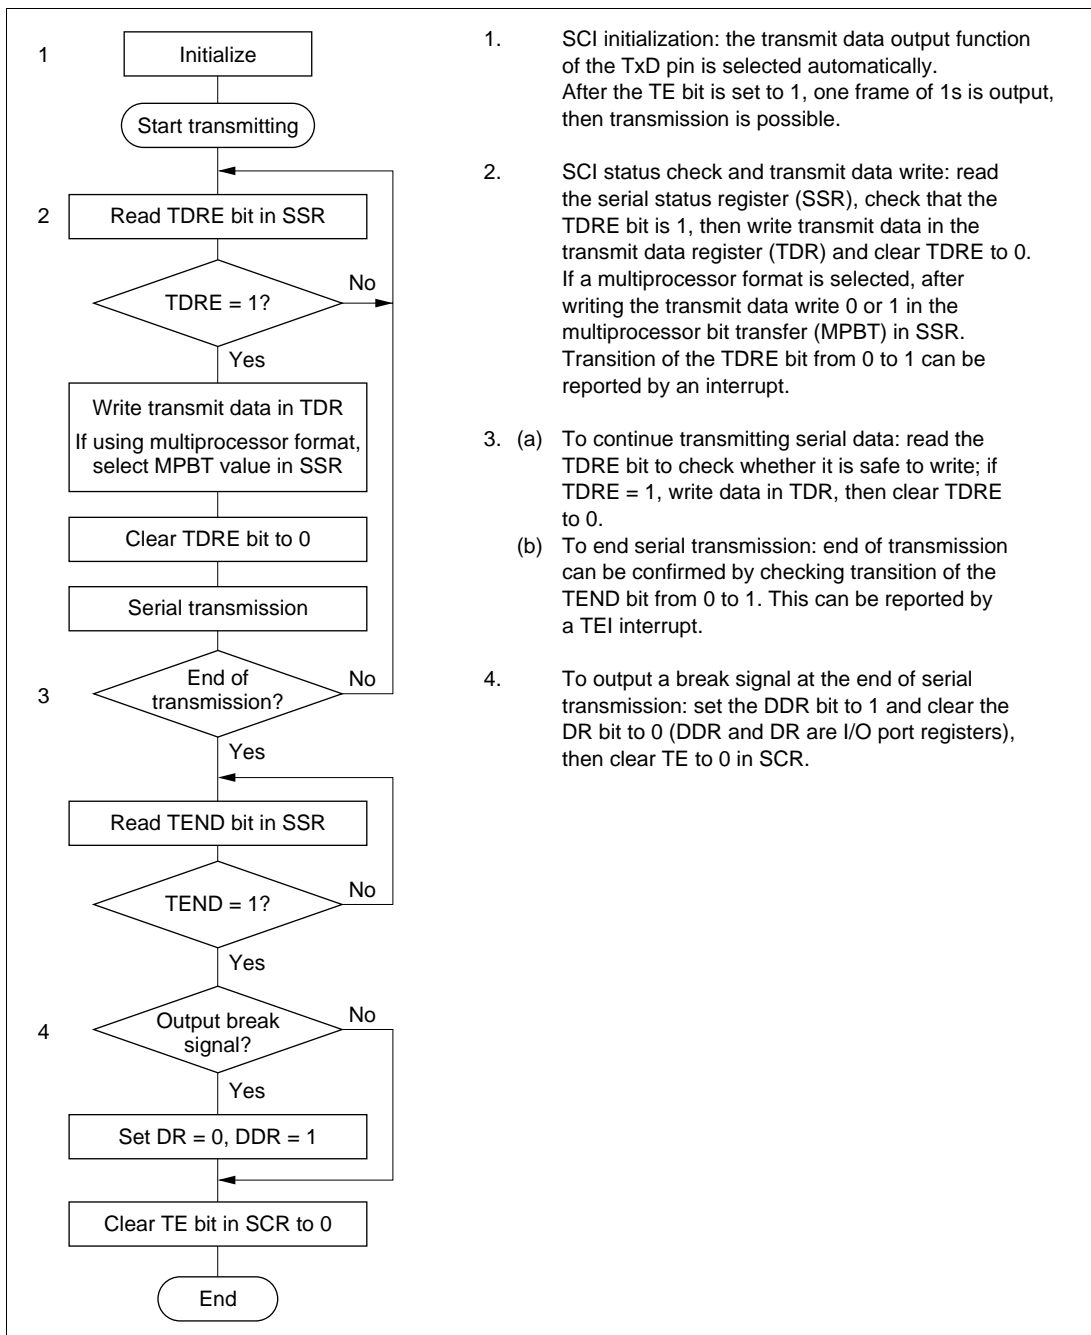 1
Initialize
Start transmitting
2
Read TDRE bit in SSR
TDRE = 1?
No
Yes
Write transmit data in TDR
If using multiprocessor format,
select MPBT value in SSR
Clear TDRE bit to 0
Serial transmission
3
End of
transmission?
No
Yes
Read TEND bit in SSR
TEND = 1?
No
Yes
4
Output break
signal?
No
Yes
Set DR = 0, DDR = 1
Clear TE bit in SCR to 0
End
1. SCI initialization: the transmit data output function
of the TxD pin is selected automatically.
After the TE bit is set to 1, one frame of 1s is output,
then transmission is possible.
2. SCI status check and transmit data write: read
the serial status register (SSR), check that the
TDRE bit is 1, then write transmit data in the
transmit data register (TDR) and clear TDRE to 0.
If a multiprocessor format is selected, after
writing the transmit data write 0 or 1 in the
multiprocessor bit transfer (MPBT) in SSR.
Transition of the TDRE bit from 0 to 1 can be
reported by an interrupt.
3. (a) To continue transmitting serial data: read the
TDRE bit to check whether it is safe to write; if
TDRE = 1, write data in TDR, then clear TDRE
to 0.
(b) To end serial transmission: end of transmission
can be confirmed by checking transition of the
TEND bit from 0 to 1. This can be reported by
a TEI interrupt.
4. To output a break signal at the end of serial
transmission: set the DDR bit to 1 and clear the
DR bit to 0 (DDR and DR are I/O port registers),
then clear TE to 0 in SCR.